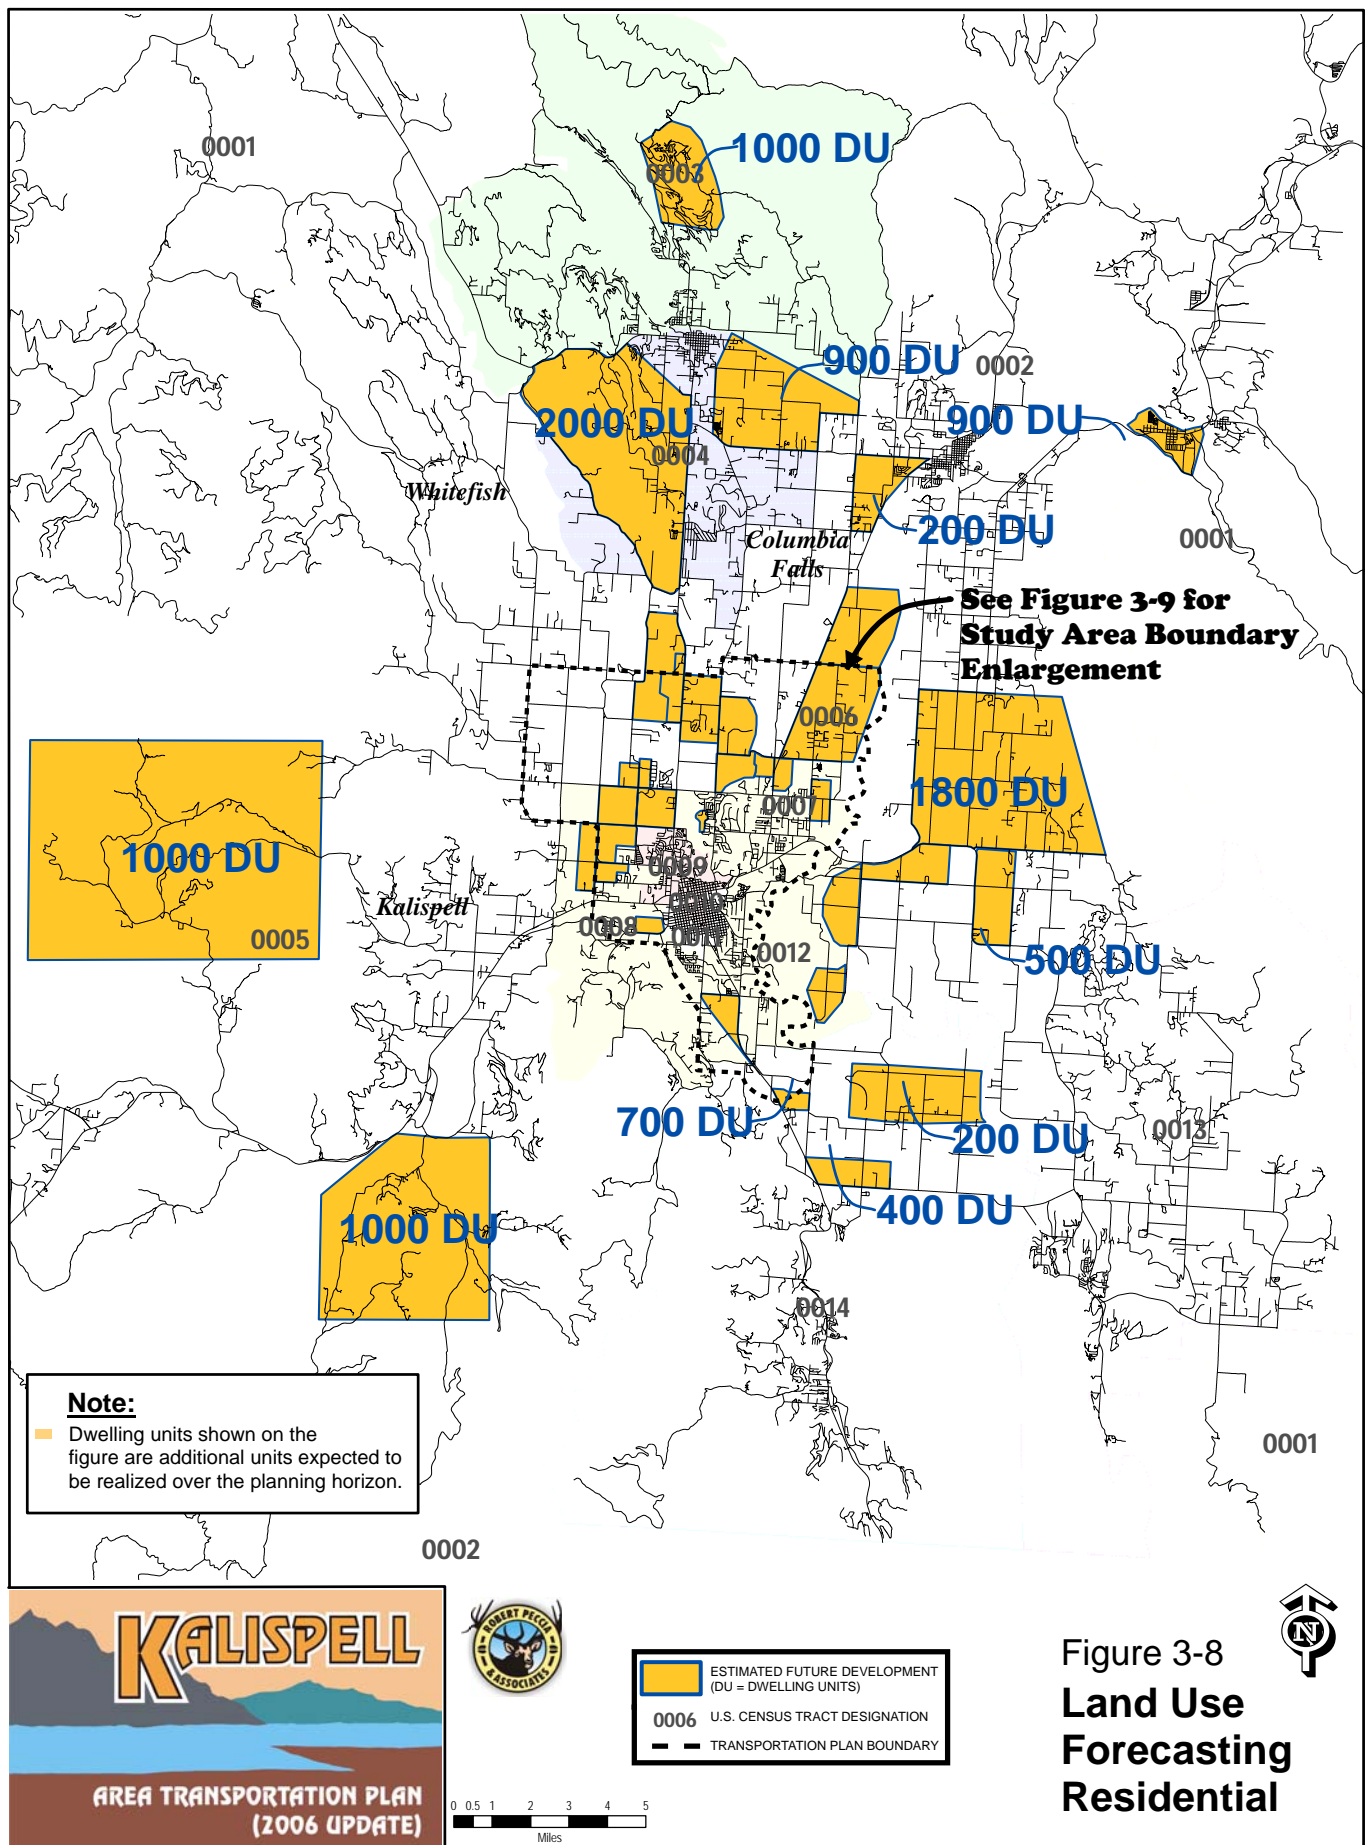 0001
1000 DU
0003
900 DU
0002
900 DU
2000 DU
0004
Whitefish
200 DU
0001
Columbia
Falls
See Figure 3-9 for
Study Area Boundary
Enlargement
0006
1800 DU
0007
1000 DU
0009
Kalispell
0005
0008
0011
0012
500 DU
700 DU
200 DU
0013
400 DU
1000 DU
0014
Note:
Dwelling units shown on the
figure are additional units expected to
be realized over the planning horizon.
0001
0002
KALISPELL
AREA TRANSPORTATION PLAN
(2006 UPDATE)
ROBERT PECCIA
& ASSOCIATES
0 0.5 1 2 3 4 5
Miles
ESTIMATED FUTURE DEVELOPMENT
(DU = DWELLING UNITS)
0006 U.S. CENSUS TRACT DESIGNATION
TRANSPORTATION PLAN BOUNDARY
N
Figure 3-8
Land Use
Forecasting
Residential